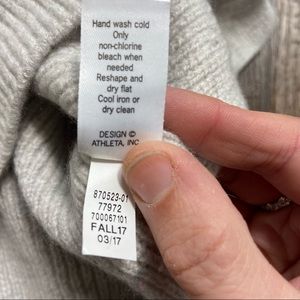 Hand wash cold
Only
non-chlorine
bleach when
needed
Reshape and
dry flat
Cool iron or
dry clean
DESIGN ©
ATHLETA, INC
870523-01
77972
700067101
FALL17
03/17